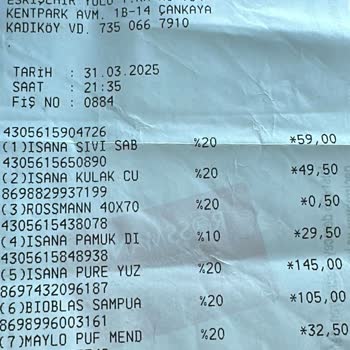 KENTPARK AVM. 1B-14 ÇANKAYA
KADIKÖY VD. 735 066 7910
.
TARİH : 31.03.2025
SAAT : 21:35
FİŞ NO : 0884
4305615904726
(1)ISANA SIVI SAB %20 *59,00
4305615650890
(2)ISANA KULAK CU %20 *49,50
8698829937199
(3)ROSSMANN 40X70 %20 *0,50
4305615438078
(4)ISANA PAMUK DI %10 *29,50
4305615848938
(5)ISANA PURE YUZ %20 *145,00
8697432096187
(6)BIOBLAS SAMPUA %20 *105,00
8698996003161
(7)MAYLO PUF MEND %20 *32,50